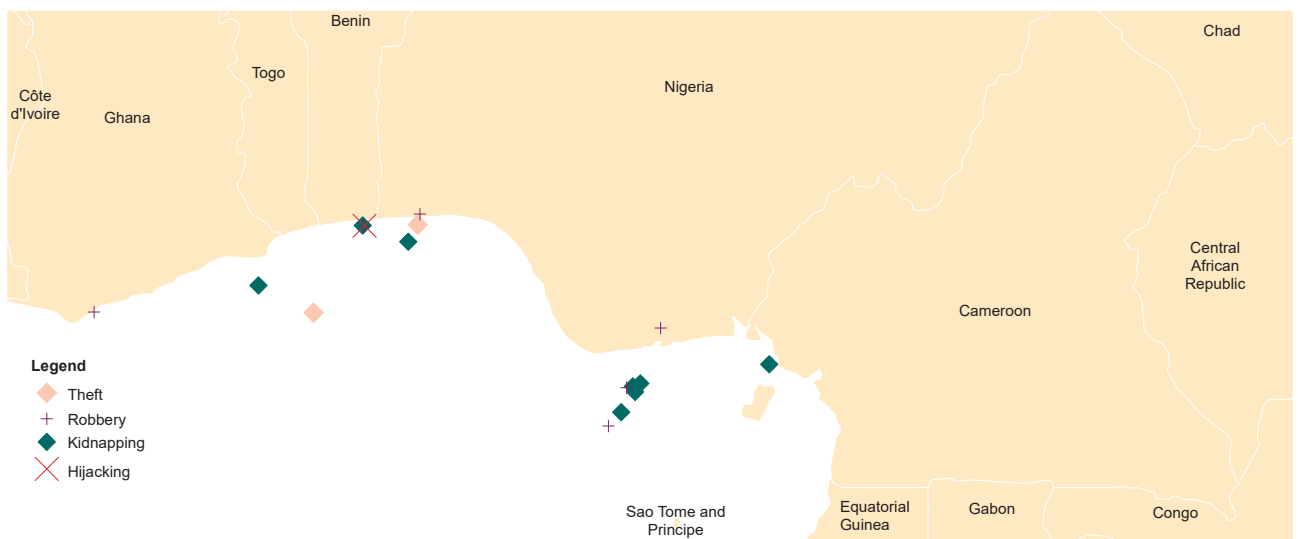 Benin
Chad
Togo
Nigeria
Côte
d'Ivoire
Ghana
Central
African
Republic
Cameroon
Legend
Theft
Robbery
Kidnapping
Hijacking
Sao Tome and
Principe
Equatorial
Guinea
Gabon
Congo